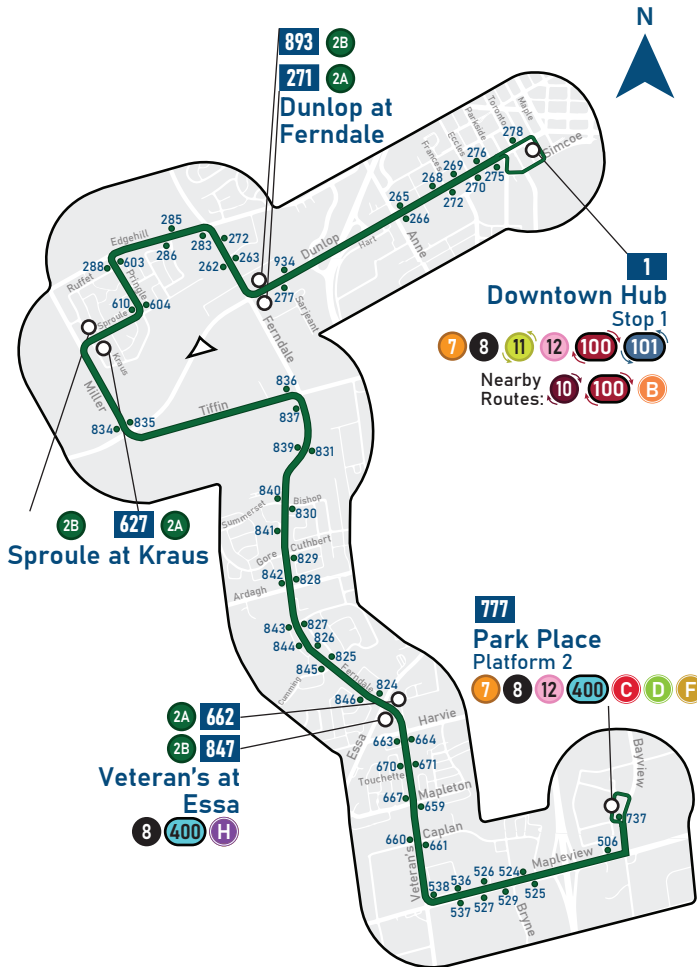 N
893 2B
271 2A
Dunlop at
Ferndale
Maple
Toronto
Parkside
Eccles
Frances
278
Simcoe
276
269
268
275
270
272
265
266
Anne
Hart
Dunlop
285
Edgehill
283
272
286
263
262
934
277
Sarjeant
Ferndale
288
603
Ruffet
Pringle
610
604
Sproule
Kraus
Miller
1
Downtown Hub
Stop 1
7 8 11 12 100 101
Nearby
Routes: 10 100 B
836
Tiffin
837
834
835
839
831
2B 627 2A
Sproule at Kraus
840
Bishop
Summerset
830
841
Cuthbert
Gore
829
Ardagh
842
828
843
827
826
844
825
845
Ferndale
Cumming
824
846
777
Park Place
Platform 2
7 8 12 400 C D F
2A 662
2B 847
Veteran's at
Essa
8 400 H
Essa
Harvie
663
664
670
671
Touchette
Mapleton
667
659
Caplan
660
661
Veteran's
Bayview
737
506
Mapleview
524
526
536
538
525
529
527
537
Bryne